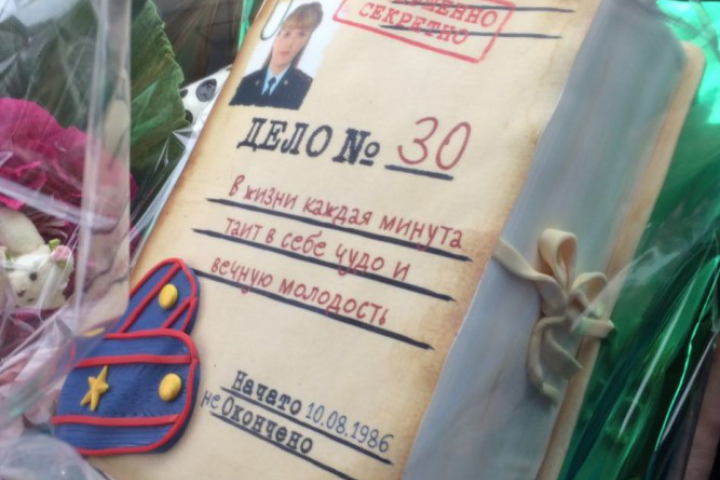 СЕКРЕТНО
ДЕЛО № 30
В жизни каждая минута
таит в себе чудо и
вечную молодость
Начато 10.08.1986
не Окончено